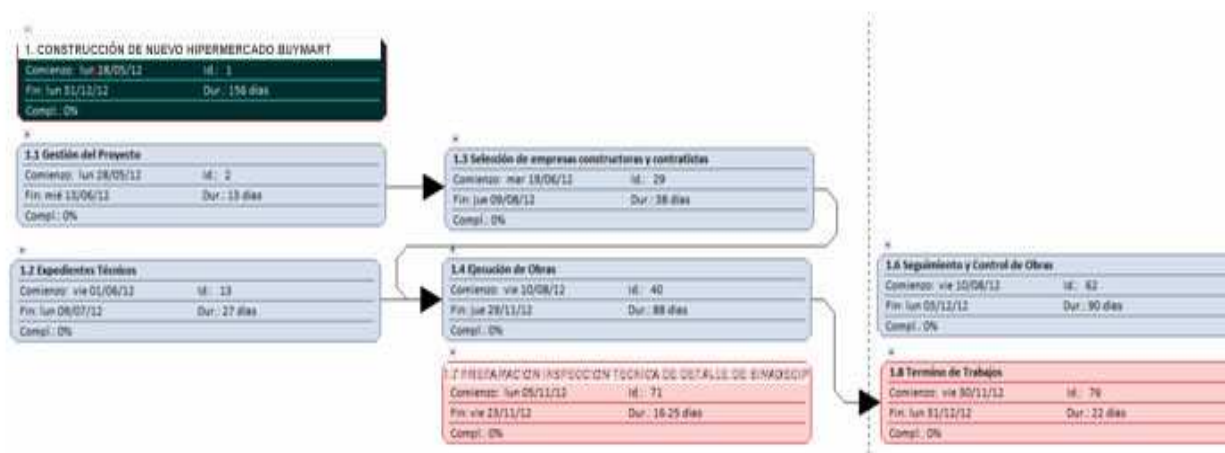 1. CONSTRUCCIÓN DE NUEVO HIPERMERCADO BUYMART
Comienzo: lun 28/05/12 Id.: 1
Fin: lun 31/12/12 Dur.: 156 días
Compl.: 0%
1.1 Gestión del Proyecto
Comienzo: lun 28/05/12 Id.: 2
Fin: mié 13/06/12 Dur.: 13 días
Compl.: 0%
1.3 Selección de empresas constructoras y contratistas
Comienzo: mar 19/06/12 Id.: 29
Fin: jue 09/08/12 Dur.: 38 días
Compl.: 0%
1.2 Expedientes Técnicos
Comienzo: vie 01/06/12 Id.: 13
Fin: lun 09/07/12 Dur.: 27 días
Compl.: 0%
1.4 Ejecución de Obras
Comienzo: vie 10/08/12 Id.: 40
Fin: jue 29/11/12 Dur.: 88 días
Compl.: 0%
1.6 Seguimiento y Control de Obras
Comienzo: vie 10/08/12 Id.: 62
Fin: lun 03/12/12 Dur.: 90 días
Compl.: 0%
1.7 PREPARACION INSPECCION TECNICA DE DETALLE DE
Comienzo: lun 05/11/12 Id.: 71
Fin: vie 23/11/12 Dur.: 16.25 días
Compl.: 0%
1.8 Termino de Trabajos
Comienzo: vie 30/11/12 Id.: 76
Fin: lun 31/12/12 Dur.: 22 días
Compl.: 0%